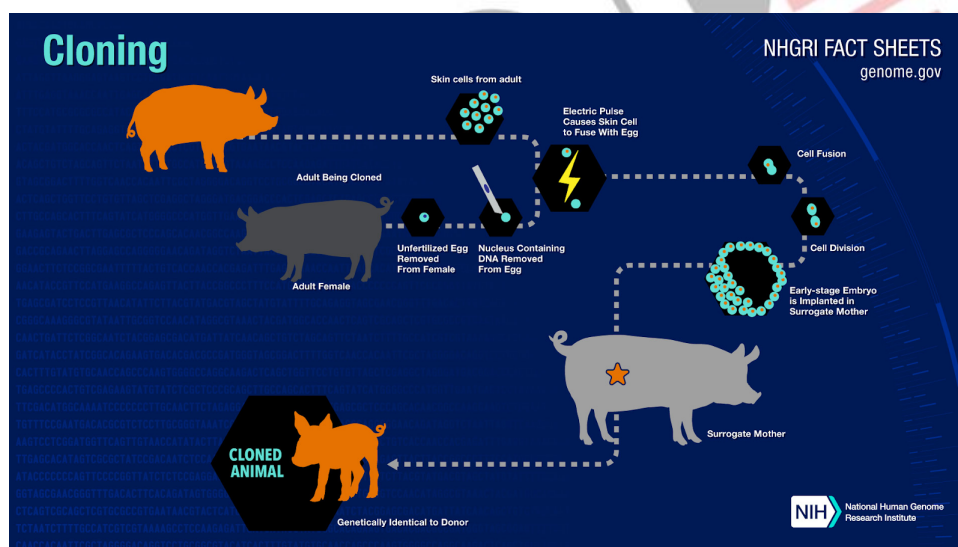 Cloning
NHGRI FACT SHEETS
genome.gov
Skin cells from adult
Electric Pulse
Causes Skin Cell
to Fuse With Egg
Cell Fusion
Adult Being Cloned
Unfertilized Egg
Removed
From Female
Nucleus Containing
DNA Removed
From Egg
Cell Division
Adult Female
Early-stage Embryo
is Implanted in
Surrogate Mother
Surrogate Mother
CLONED
ANIMAL
Genetically Identical to Donor
NIH
National Human Genome
Research Institute